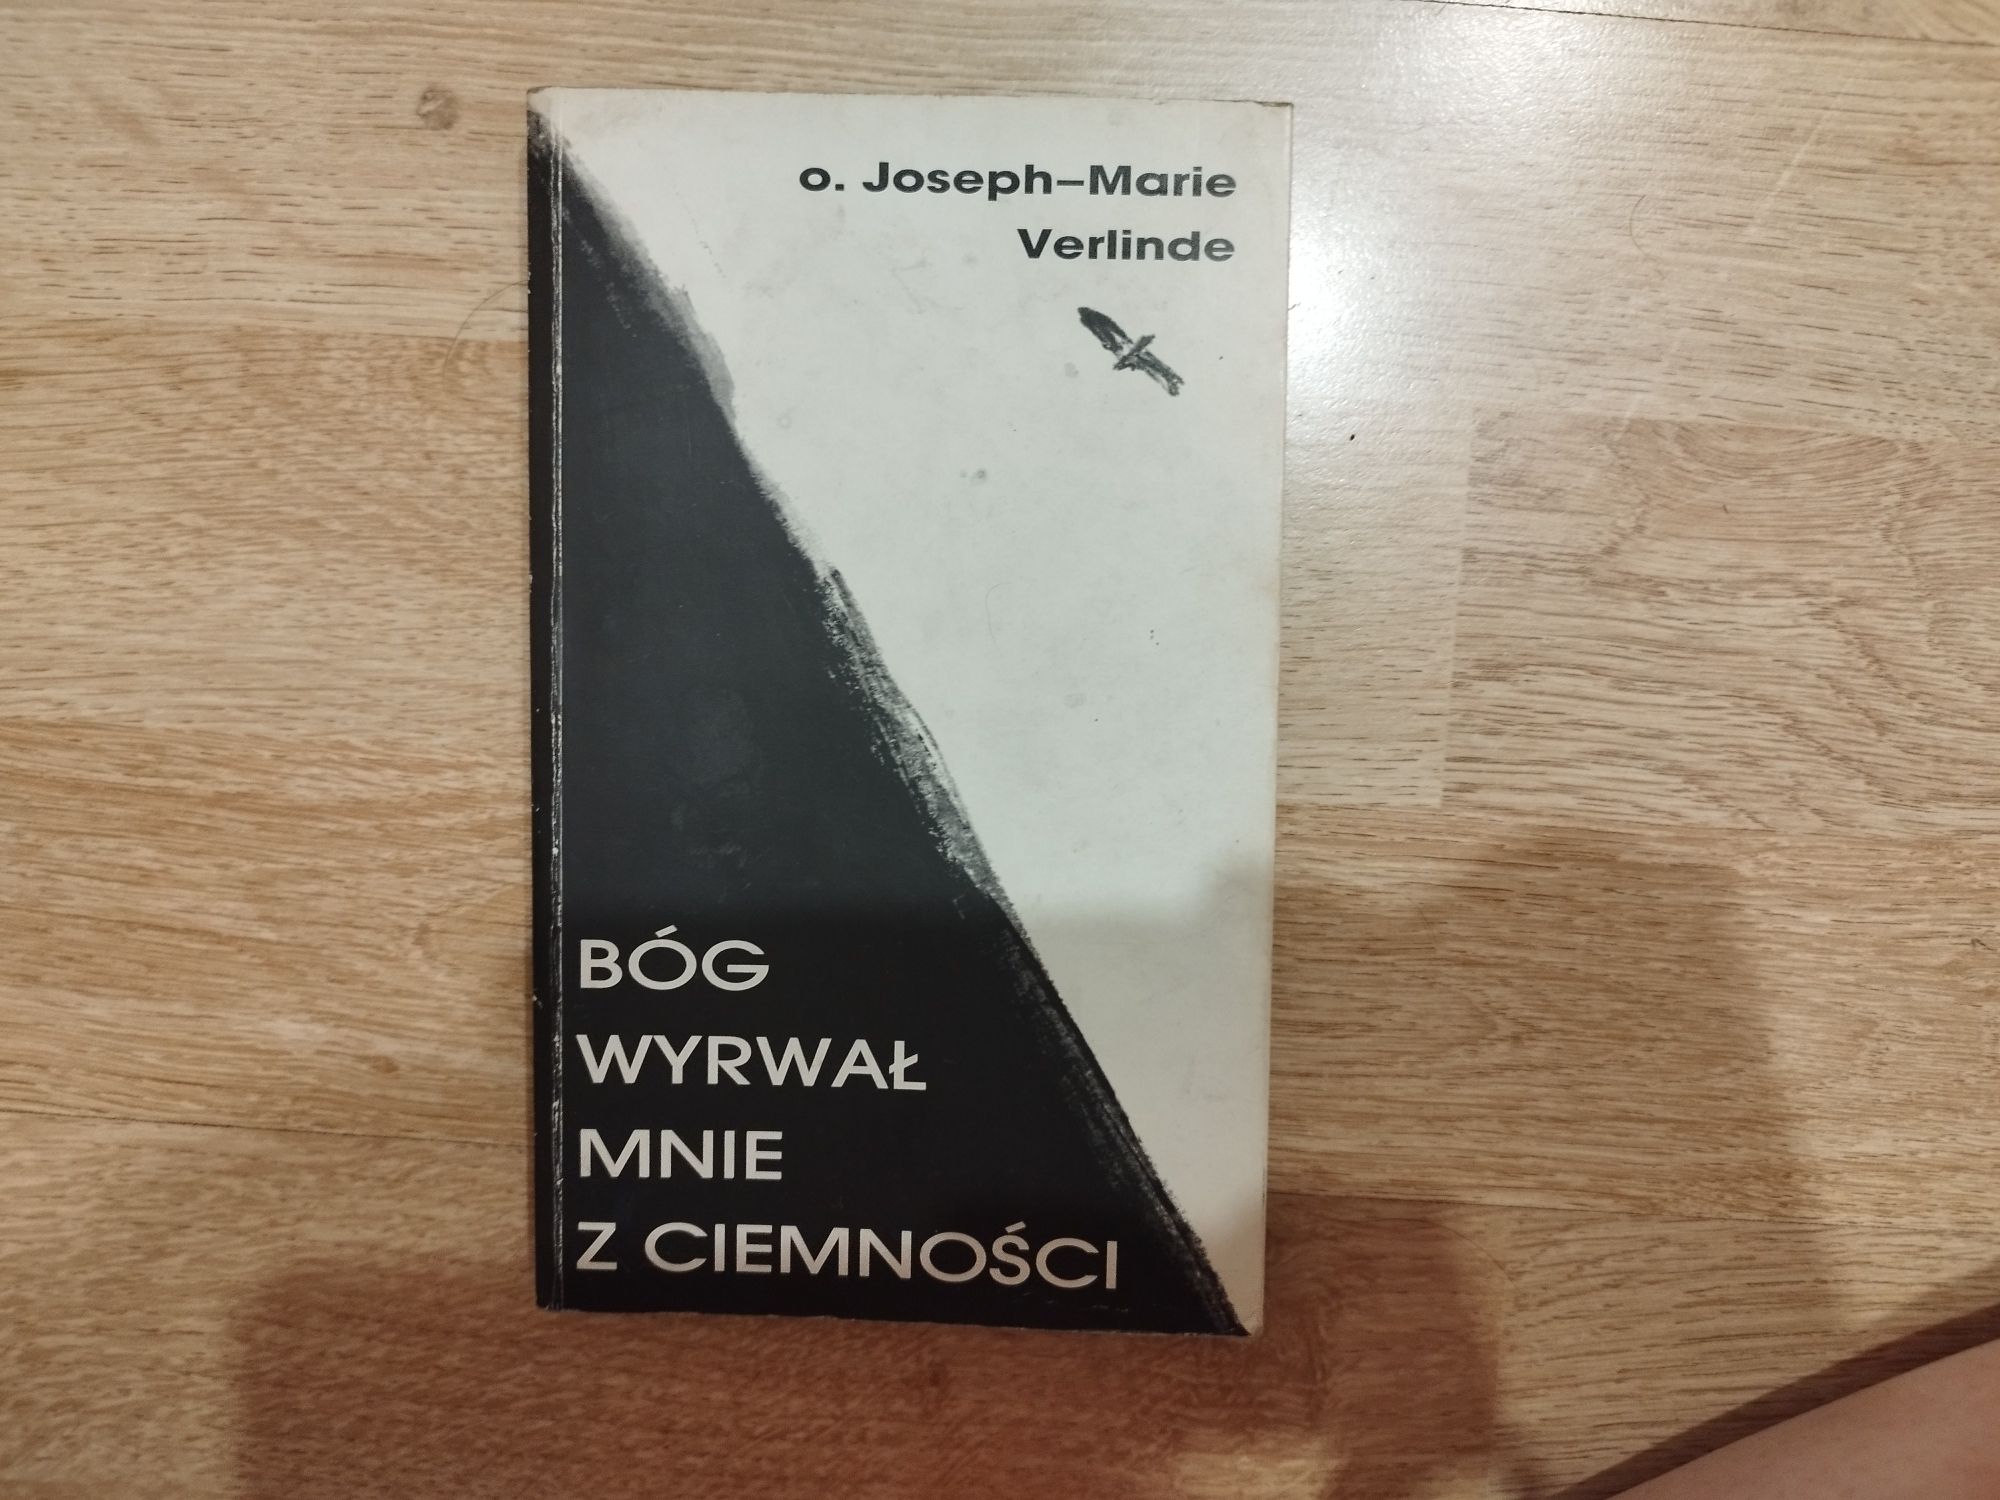 o. Joseph–Marie
Verlinde
BÓG
WYRWAŁ
MNIE
Z CIEMNOŚCI